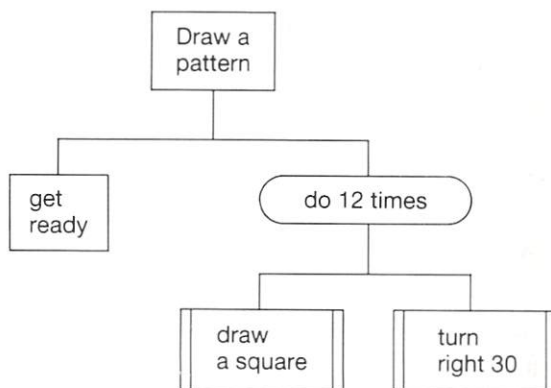 Draw a
pattern
get
ready
do 12 times
draw
a square
turn
right 30